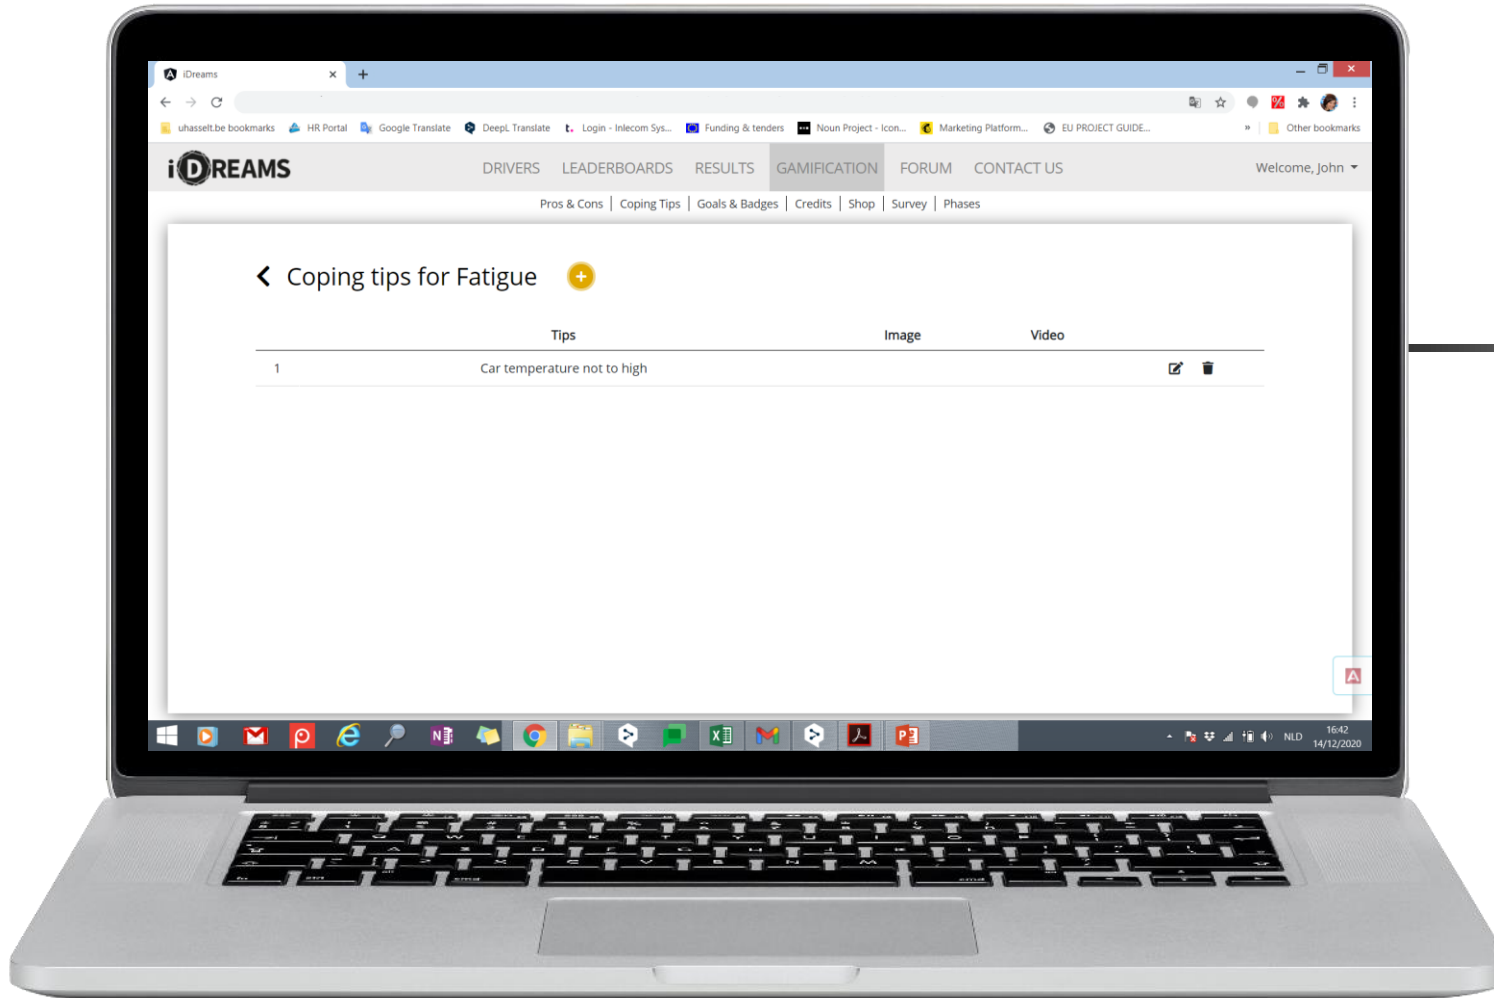 iDreams
uhasselt.be bookmarks HR Portal Google Translate DeepL Translate Login - Inlecom Sys... Funding & tenders Noun Project - Icon... Marketing Platform... EU PROJECT GUIDE... » Other bookmarks
iDREAMS DRIVERS LEADERBOARDS RESULTS GAMIFICATION FORUM CONTACT US Welcome, John
Pros & Cons | Coping Tips | Goals & Badges | Credits | Shop | Survey | Phases
Coping tips for Fatigue +
Tips Image Video
1 Car temperature not to high
A
16:42
NLD 14/12/2020